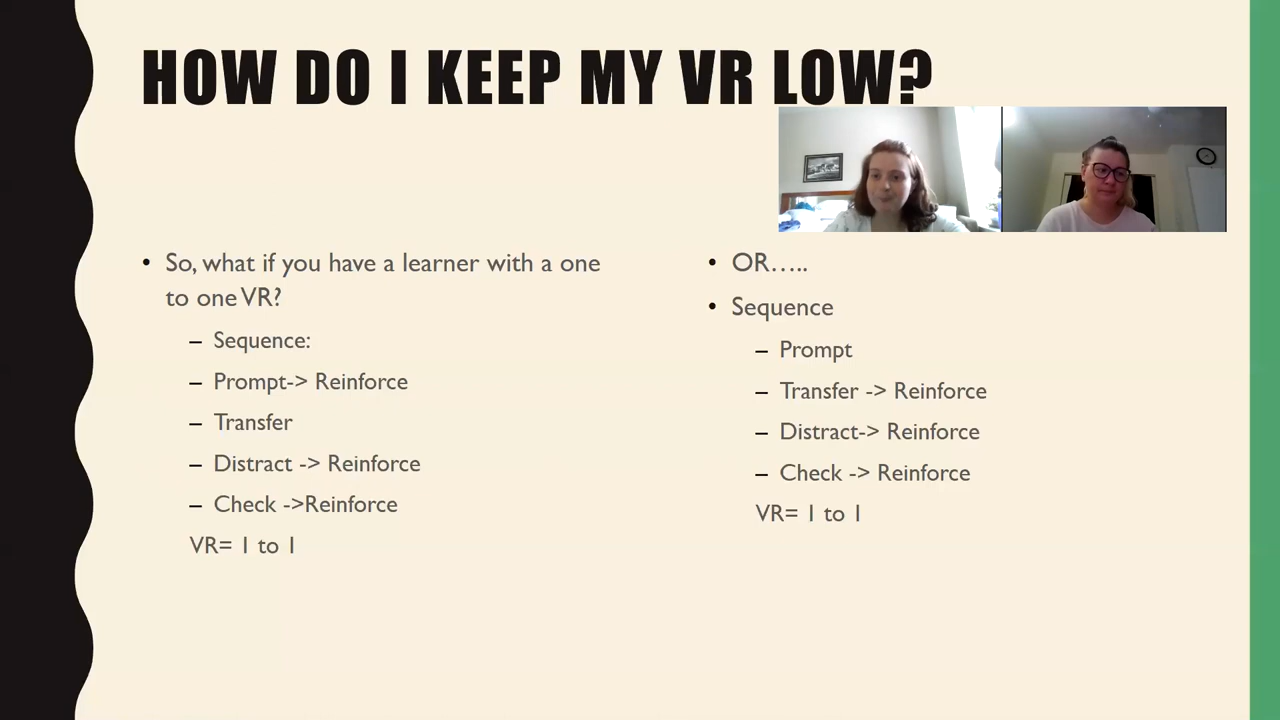 HOW DO I KEEP MY VR LOW?
• So, what if you have a learner with a one
to one VR?
– Sequence:
– Prompt-> Reinforce
– Transfer
– Distract -> Reinforce
– Check ->Reinforce
VR= 1 to 1
• OR…..
• Sequence
– Prompt
– Transfer -> Reinforce
– Distract-> Reinforce
– Check -> Reinforce
VR= 1 to 1